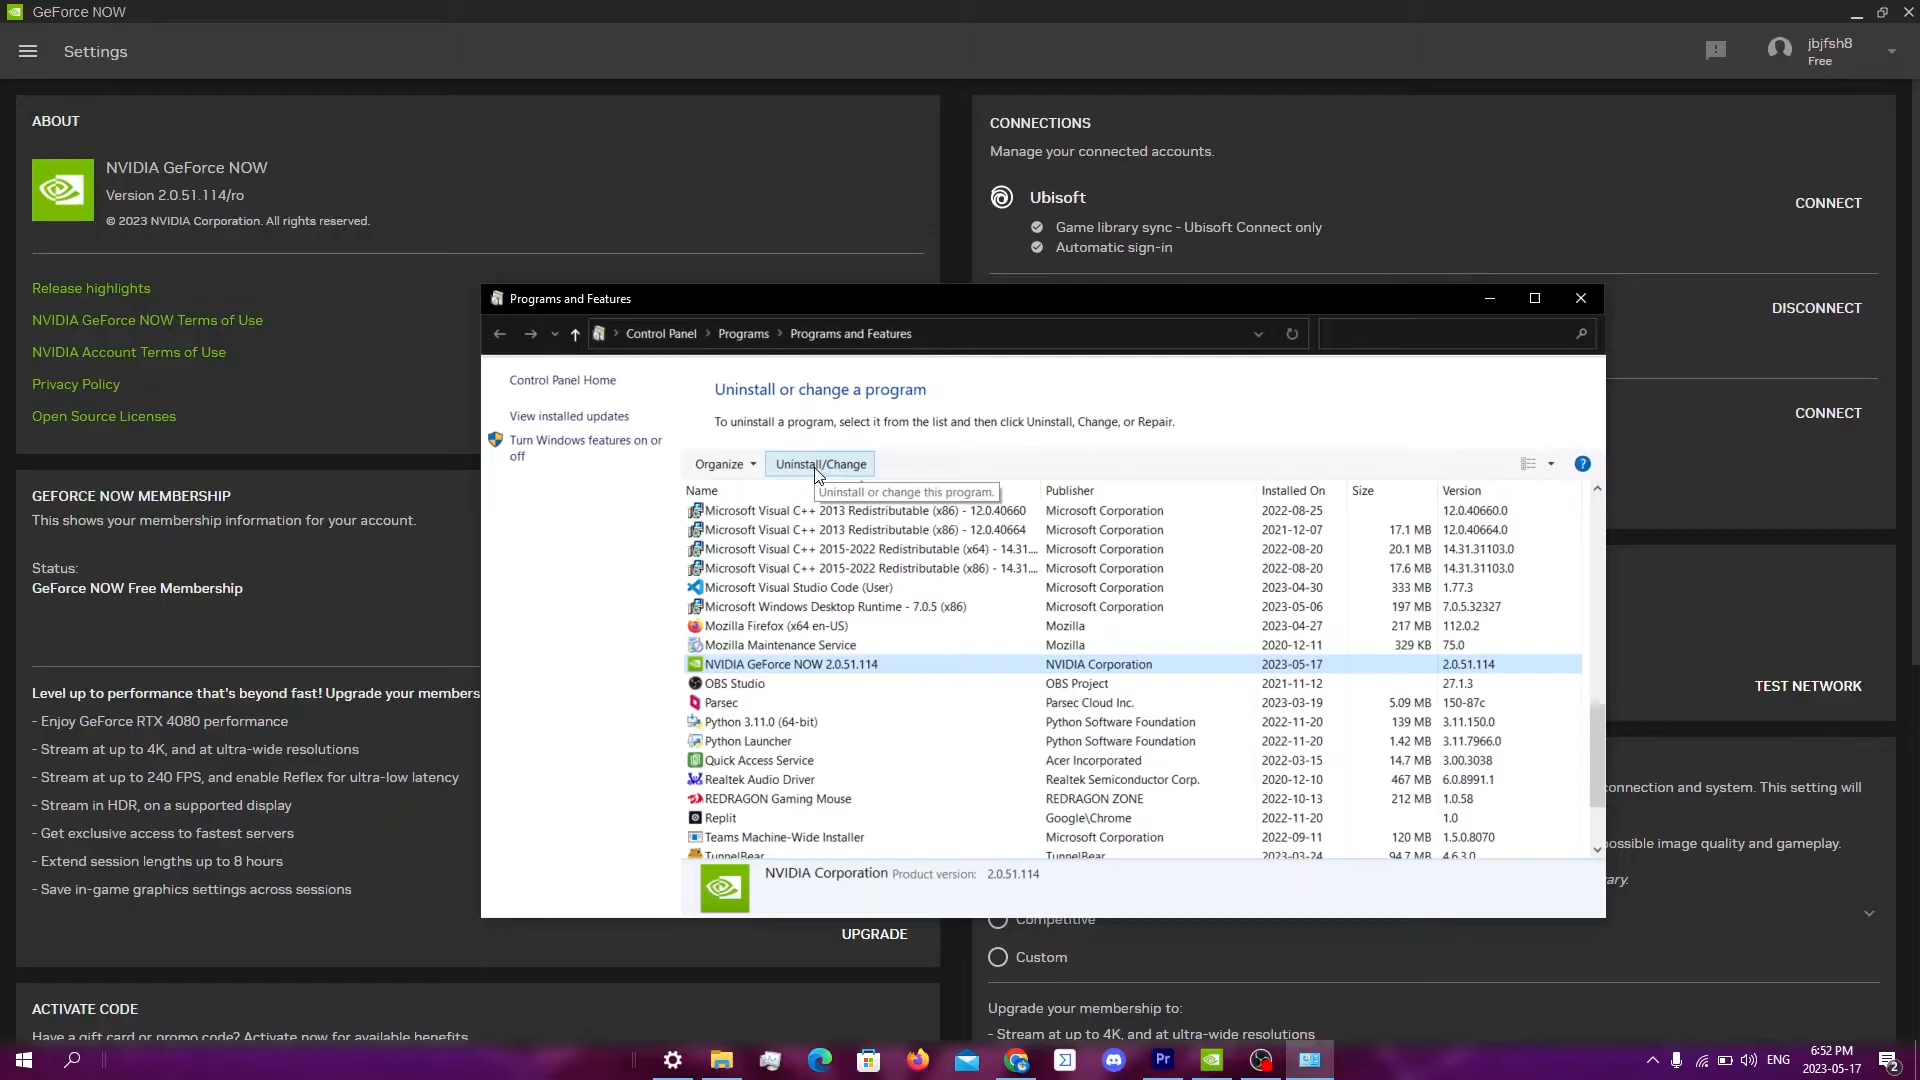 GeForce NOW
Settings
jbjfsh8
Free
ABOUT
NVIDIA GeForce NOW
Version 2.0.51.114/ro
© 2023 NVIDIA Corporation. All rights reserved.
Release highlights
NVIDIA GeForce NOW Terms of Use
NVIDIA Account Terms of Use
Privacy Policy
Open Source Licenses
GEFORCE NOW MEMBERSHIP
This shows your membership information for your account.
Status:
GeForce NOW Free Membership
Level up to performance that's beyond fast! Upgrade your members
- Enjoy GeForce RTX 4080 performance
- Stream at up to 4K, and at ultra-wide resolutions
- Stream at up to 240 FPS, and enable Reflex for ultra-low latency
- Stream in HDR, on a supported display
- Get exclusive access to fastest servers
- Extend session lengths up to 8 hours
- Save in-game graphics settings across sessions
UPGRADE
ACTIVATE CODE
Have a gift card or promo code? Activate now for available benefits.
CONNECTIONS
Manage your connected accounts.
Ubisoft
CONNECT
Game library sync - Ubisoft Connect only
Automatic sign-in
DISCONNECT
CONNECT
TEST NETWORK
connection and system. This setting will
possible image quality and gameplay.
Competitive
Custom
Upgrade your membership to:
- Stream at up to 4K, and at ultra-wide resolutions
Programs and Features
Control Panel > Programs > Programs and Features
Control Panel Home
View installed updates
Turn Windows features on or
off
Uninstall or change a program
To uninstall a program, select it from the list and then click Uninstall, Change, or Repair.
Organize
Uninstall/Change
Uninstall or change this program.
Name Publisher Installed On Size Version
Microsoft Visual C++ 2013 Redistributable (x86) - 12.0.40660 Microsoft Corporation 2022-08-25 12.0.40660.0
Microsoft Visual C++ 2013 Redistributable (x86) - 12.0.40664 Microsoft Corporation 2021-12-07 17.1 MB 12.0.40664.0
Microsoft Visual C++ 2015-2022 Redistributable (x64) - 14.31.... Microsoft Corporation 2022-08-20 20.1 MB 14.31.31103.0
Microsoft Visual C++ 2015-2022 Redistributable (x86) - 14.31.... Microsoft Corporation 2022-08-20 17.6 MB 14.31.31103.0
Microsoft Visual Studio Code (User) Microsoft Corporation 2023-04-30 333 MB 1.77.3
Microsoft Windows Desktop Runtime - 7.0.5 (x86) Microsoft Corporation 2023-05-06 197 MB 7.0.5.32327
Mozilla Firefox (x64 en-US) Mozilla 2023-04-27 217 MB 112.0.2
Mozilla Maintenance Service Mozilla 2020-12-11 329 KB 75.0
NVIDIA GeForce NOW 2.0.51.114 NVIDIA Corporation 2023-05-17 2.0.51.114
OBS Studio OBS Project 2021-11-12 27.1.3
Parsec Parsec Cloud Inc. 2023-03-19 5.09 MB 150-87c
Python 3.11.0 (64-bit) Python Software Foundation 2022-11-20 139 MB 3.11.150.0
Python Launcher Python Software Foundation 2022-11-20 1.42 MB 3.11.7966.0
Quick Access Service Acer Incorporated 2022-03-15 14.7 MB 3.00.3038
Realtek Audio Driver Realtek Semiconductor Corp. 2020-12-10 467 MB 6.0.8991.1
REDRAGON Gaming Mouse REDRAGON ZONE 2022-10-13 212 MB 1.0.58
Replit Google\Chrome 2022-11-20 1.0
Teams Machine-Wide Installer Microsoft Corporation 2022-09-11 120 MB 1.5.0.8070
TunnelBear TunnelBear 2023-03-24 94.7 MB 4.6.3.0
NVIDIA Corporation Product version: 2.0.51.114
Pr
ENG
6:52 PM
2023-05-17
2